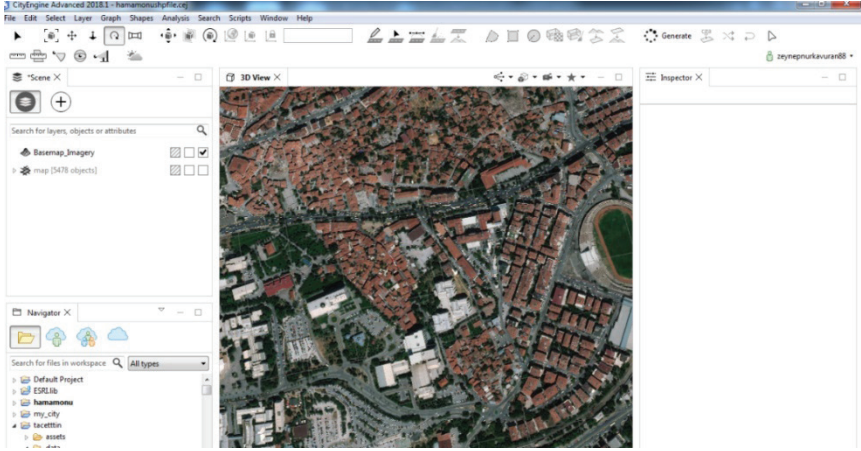 CityEngine Advanced 2018.1 - hamamonushpfile.cej
File Edit Select Layer Graph Shapes Analysis Search Scripts Window Help
Generate
zeynepnurkavuran88
*Scene
3D View
Inspector
Search for layers, objects or attributes
Basemap_Imagery
map [5478 objects]
Navigator
Search for files in workspace All types
Default Project
ESRI.lib
hamamonu
my_city
tacetttin
assets
data